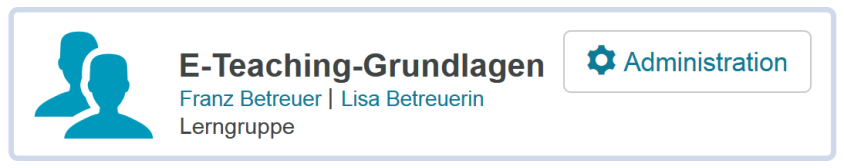 E-Teaching-Grundlagen
Franz Betreuer | Lisa Betreuerin
Lerngruppe
Administration